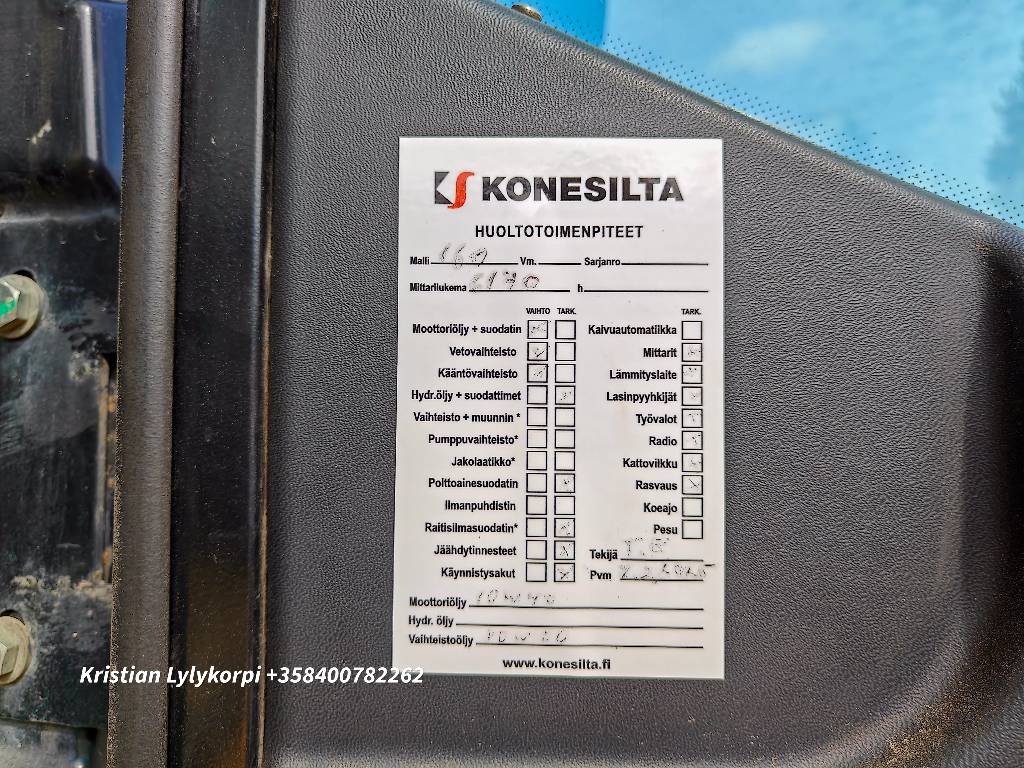 KONESILTA
HUOLTOTOIMENPITEET
Malli 160 Vm. Sarjanro
Mittarilukema 2170 h
VAIHTO TARK. TARK.
Moottoriöljy + suodatin Kaivuautomatiikka
Vetovaihteisto Mittarit
Kääntövaihteisto Lämmityslaite
Hydr.öljy + suodattimet Lasinpyyhkijät
Vaihteisto + muunnin * Työvalot
Pumppuvaihteisto* Radio
Jakolaatikko* Kattovilkku
Polttoainesuodatin Rasvaus
Ilmanpuhdistin Koeajo
Raitisilmasuodatin* Pesu
Jäähdytinnesteet Tekijä
Käynnistysakut Pvm
Moottoriöljy 10w40
Hydr. öljy
Vaihteistoöljy
www.konesilta.fi
Kristian Lylykorpi +358400782262